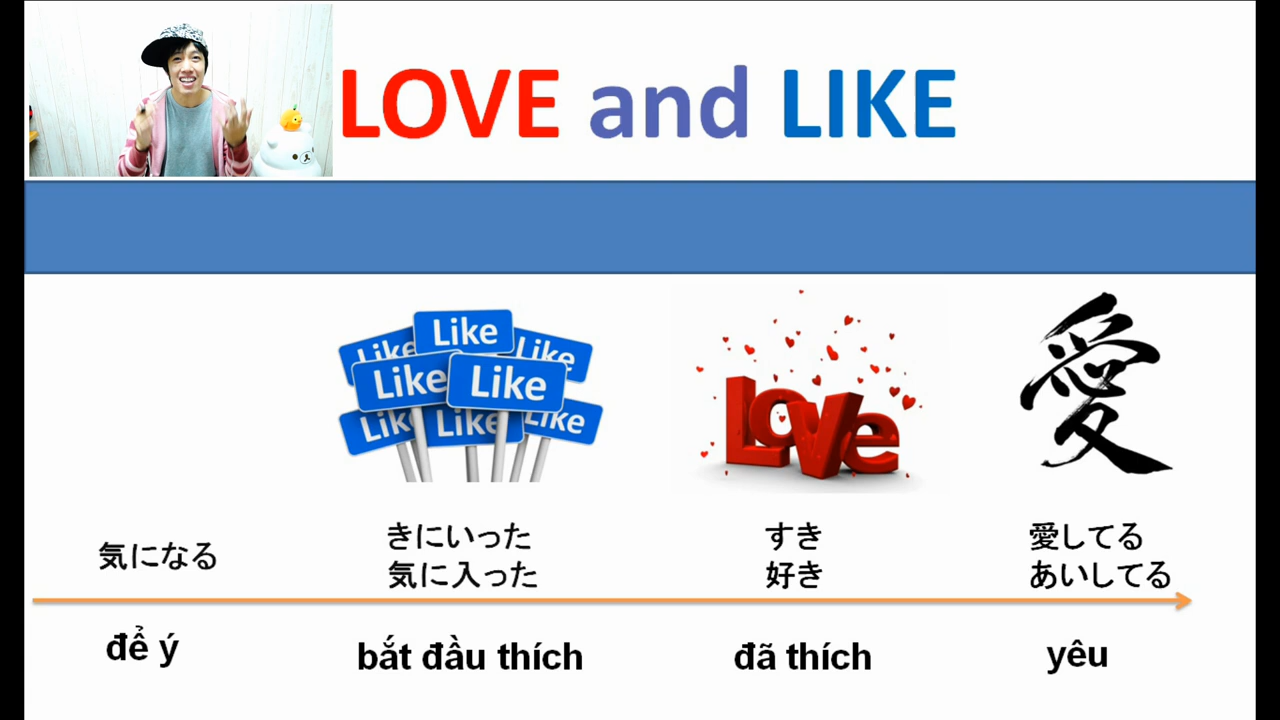 LOVE and LIKE
Like
Like
Like
Like
Like
Like
Like
Like
Love
愛
気になる
きにいった
気に入った
すき
好き
愛してる
あいしてる
để ý
bắt đầu thích
đã thích
yêu